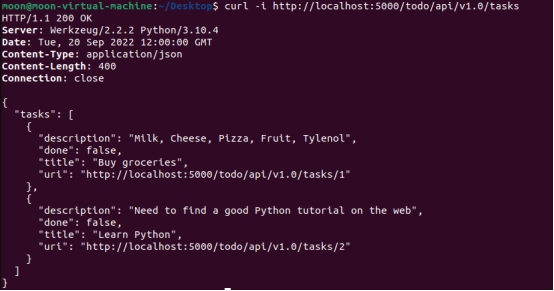 moon@moon-virtual-machine:~/Desktop$ curl -i http://localhost:5000/todo/api/v1.0/tasks
HTTP/1.1 200 OK
Server: Werkzeug/2.2.2 Python/3.10.4
Date: Tue, 20 Sep 2022 12:00:00 GMT
Content-Type: application/json
Content-Length: 400
Connection: close

{
  "tasks": [
    {
      "description": "Milk, Cheese, Pizza, Fruit, Tylenol",
      "done": false,
      "title": "Buy groceries",
      "uri": "http://localhost:5000/todo/api/v1.0/tasks/1"
    },
    {
      "description": "Need to find a good Python tutorial on the web",
      "done": false,
      "title": "Learn Python",
      "uri": "http://localhost:5000/todo/api/v1.0/tasks/2"
    }
  ]
}